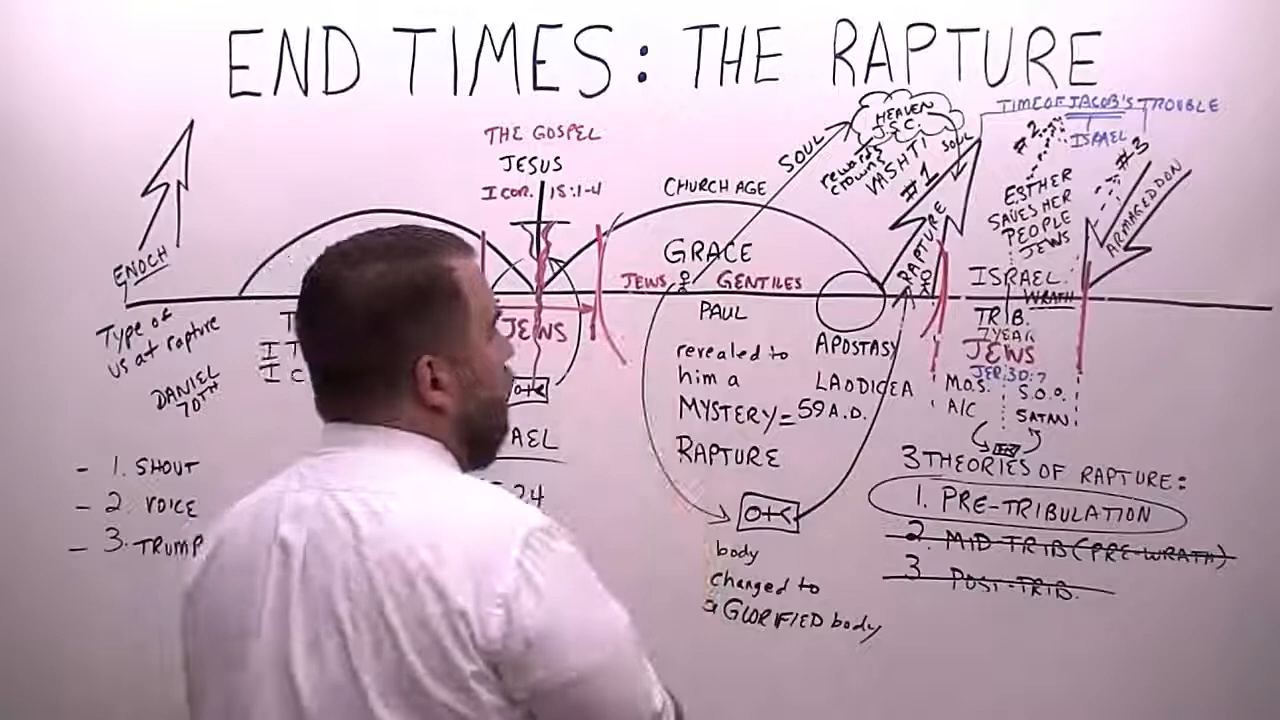 END TIMES: THE RAPTURE
ENOCH
Type of
us at rapture
DANIEL
70TH
- 1. SHOUT
- 2. VOICE
- 3. TRUMP
THE GOSPEL
JESUS
I COR. 15:1-4
JEWS
AEL
24
CHURCH AGE
GRACE
JEWS
GENTILES
PAUL
revealed to
him a
MYSTERY = 59 A.D.
RAPTURE
body
changed to
a GLORIFIED body
SOUL
HEAVEN
J.S.C.
rewards
crowns
VASHTI
#1
SOUL
RAPTURE
APOSTASY
LAODICEA
TIME OF JACOB'S TROUBLE
ISRAEL
#2
#3
ESTHER
SAVES HER
PEOPLE
JEWS
ARMAGEDDON
ISRAEL
WRATH
TRIB.
7 YEAR
JEWS
JER. 30:7
M.O.S.
A/C
S.O.P.
SATAN
3 THEORIES OF RAPTURE:
1. PRE-TRIBULATION
2. MID TRIB (PRE-WRATH)
3 POST-TRIB.